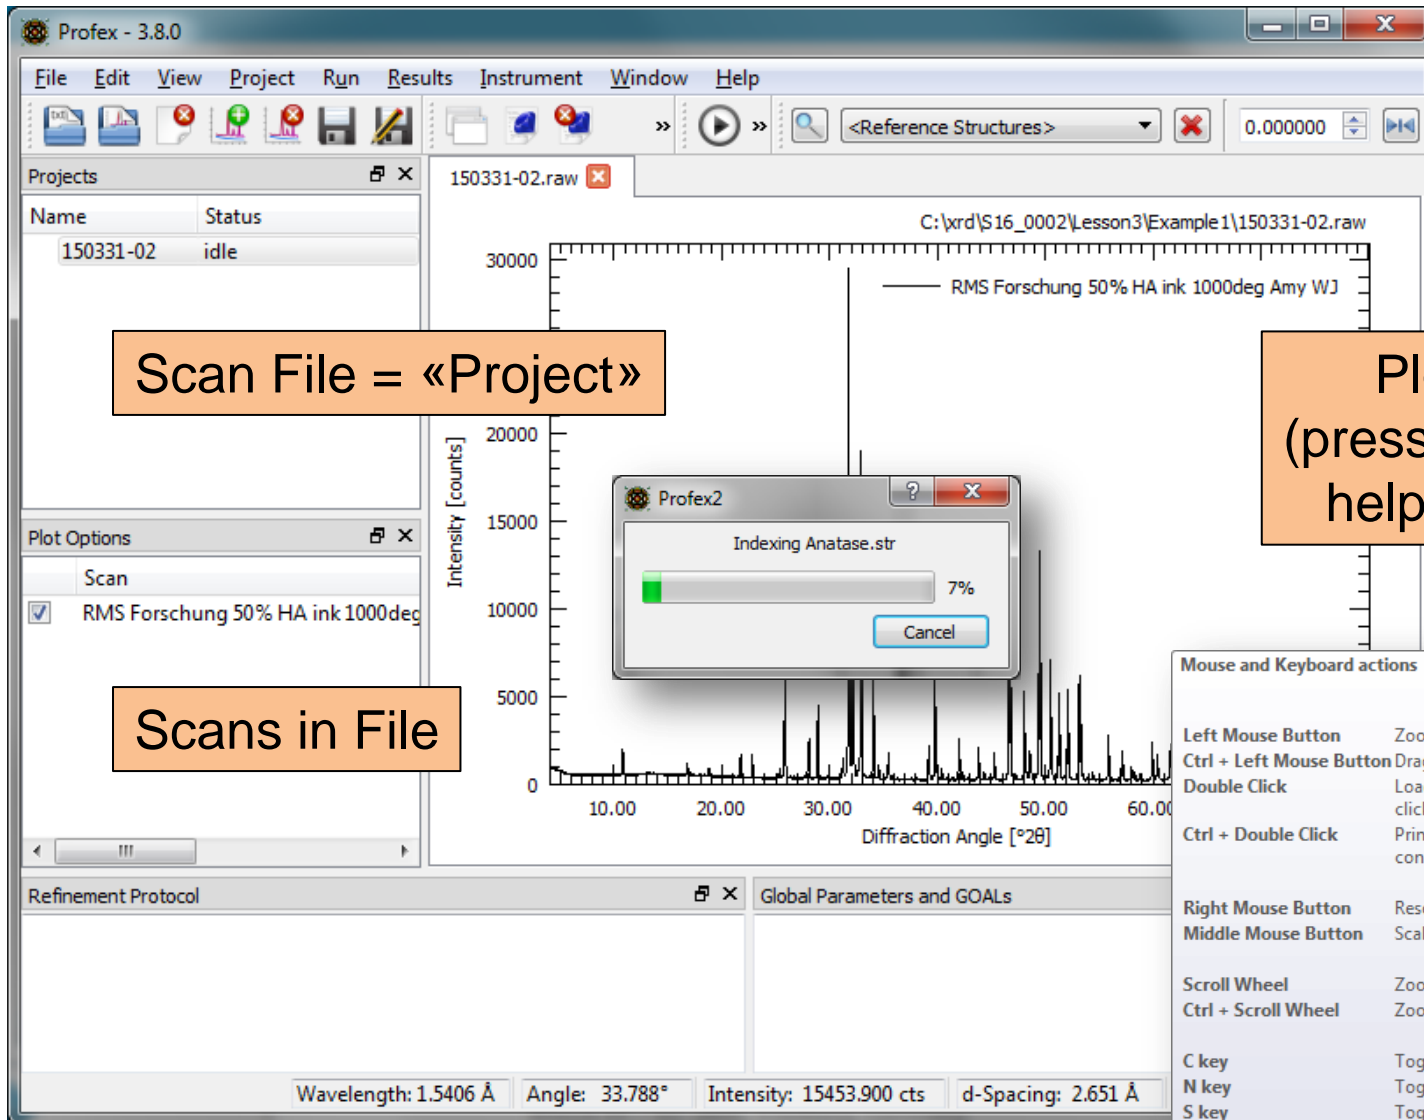 Profex - 3.8.0
File Edit View Project Run Results Instrument Window Help
<Reference Structures>
0.000000
Projects
Name Status
150331-02 idle
Scan File = «Project»
Plot Options
Scan
RMS Forschung 50% HA ink 1000deg
Scans in File
150331-02.raw
C:\xrd\S16_0002\Lesson3\Example1\150331-02.raw
RMS Forschung 50% HA ink 1000deg Amy WJ
30000
20000
15000
10000
5000
0
Intensity [counts]
10.00 20.00 30.00 40.00 50.00 60.00
Diffraction Angle [°2θ]
(press
help
Profex2
Indexing Anatase.str
7%
Cancel
Mouse and Keyboard actions
Left Mouse Button
Ctrl + Left Mouse Button
Double Click
Ctrl + Double Click
Right Mouse Button
Middle Mouse Button
Scroll Wheel
Ctrl + Scroll Wheel
C key
N key
S key
Refinement Protocol
Global Parameters and GOALs
Wavelength: 1.5406 Å Angle: 33.788° Intensity: 15453.900 cts d-Spacing: 2.651 Å